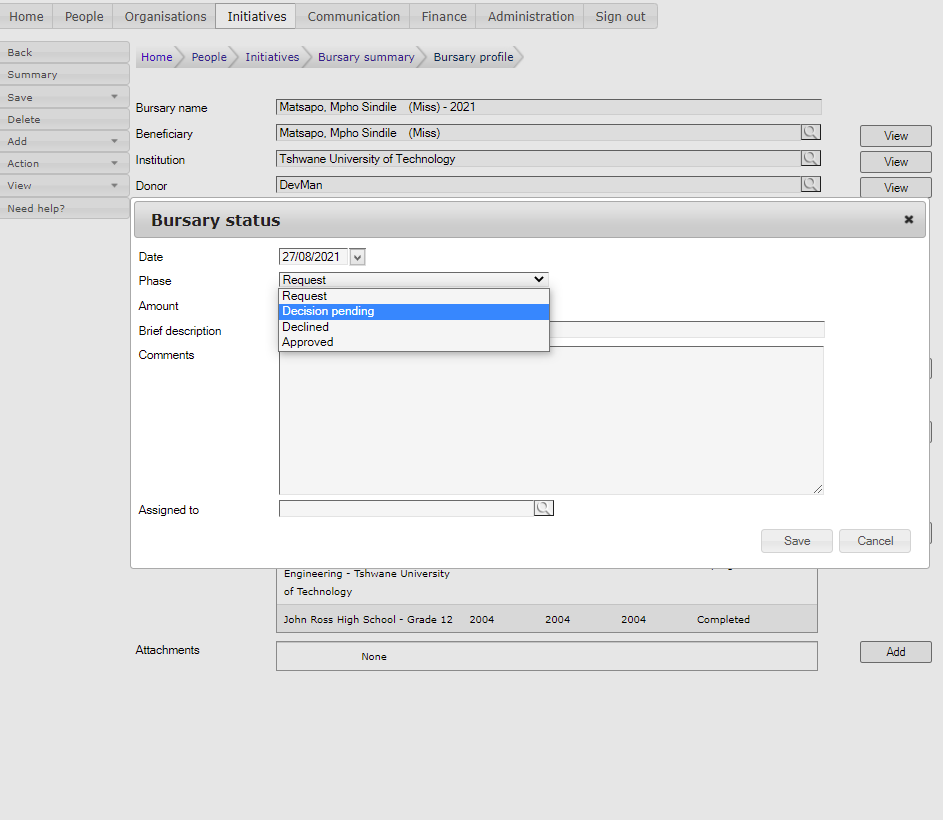 Home People Organisations Initiatives Communication Finance Administration Sign out
Back
Summary
Save
Delete
Add
Action
View
Need help?
Home People Initiatives Bursary summary Bursary profile
Bursary name Matsapo, Mpho Sindile (Miss) - 2021
Beneficiary Matsapo, Mpho Sindile (Miss) View
Institution Tshwane University of Technology View
Donor DevMan View
Bursary status
Date 27/08/2021
Phase Request
Request
Decision pending
Declined
Approved
Amount
Brief description
Comments
Assigned to
Save Cancel
Engineering - Tshwane University
of Technology
John Ross High School - Grade 12 2004 2004 2004 Completed
Attachments None Add